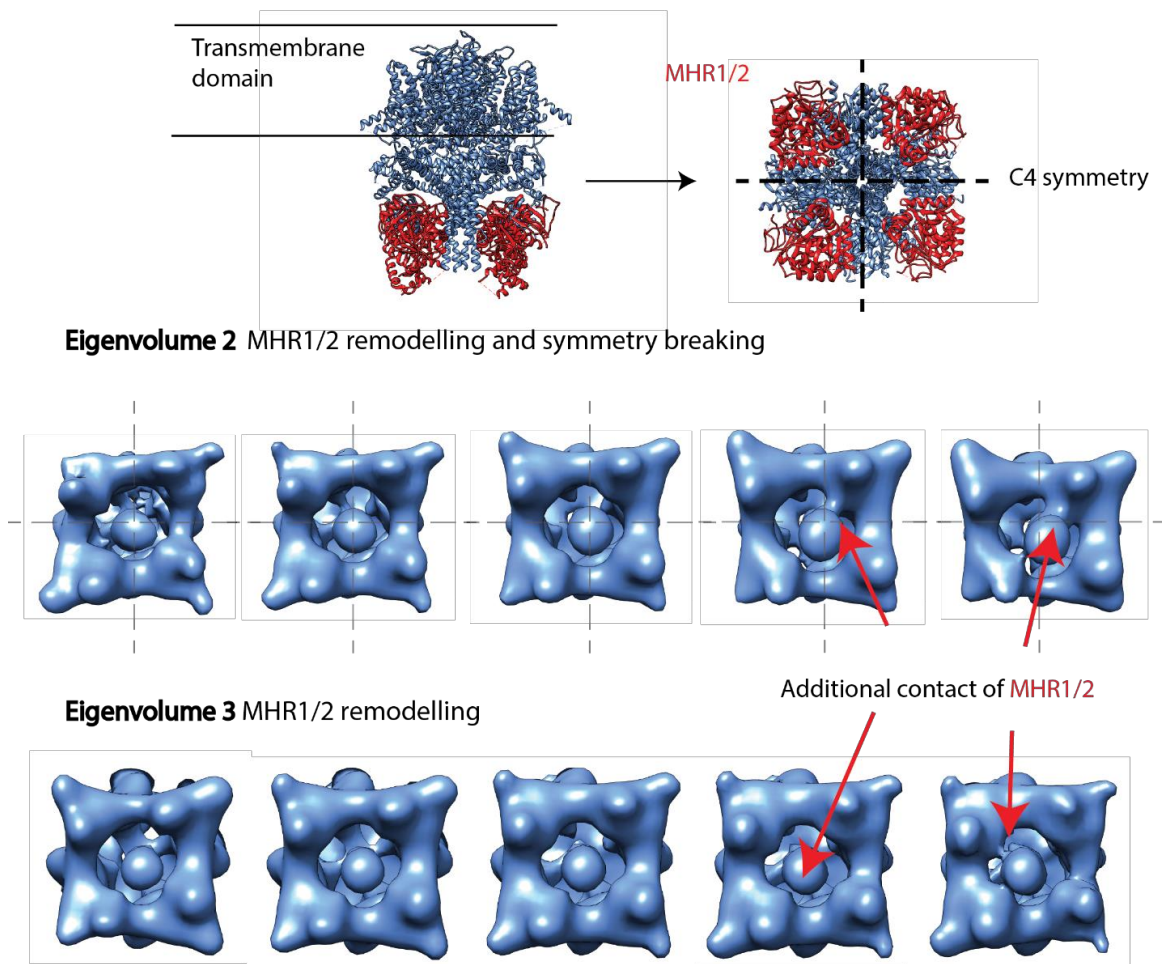 Transmembrane
domain
MHR1/2
C4 symmetry
Eigenvolume 2 MHR1/2 remodelling and symmetry breaking
Additional contact of MHR1/2
Eigenvolume 3 MHR1/2 remodelling